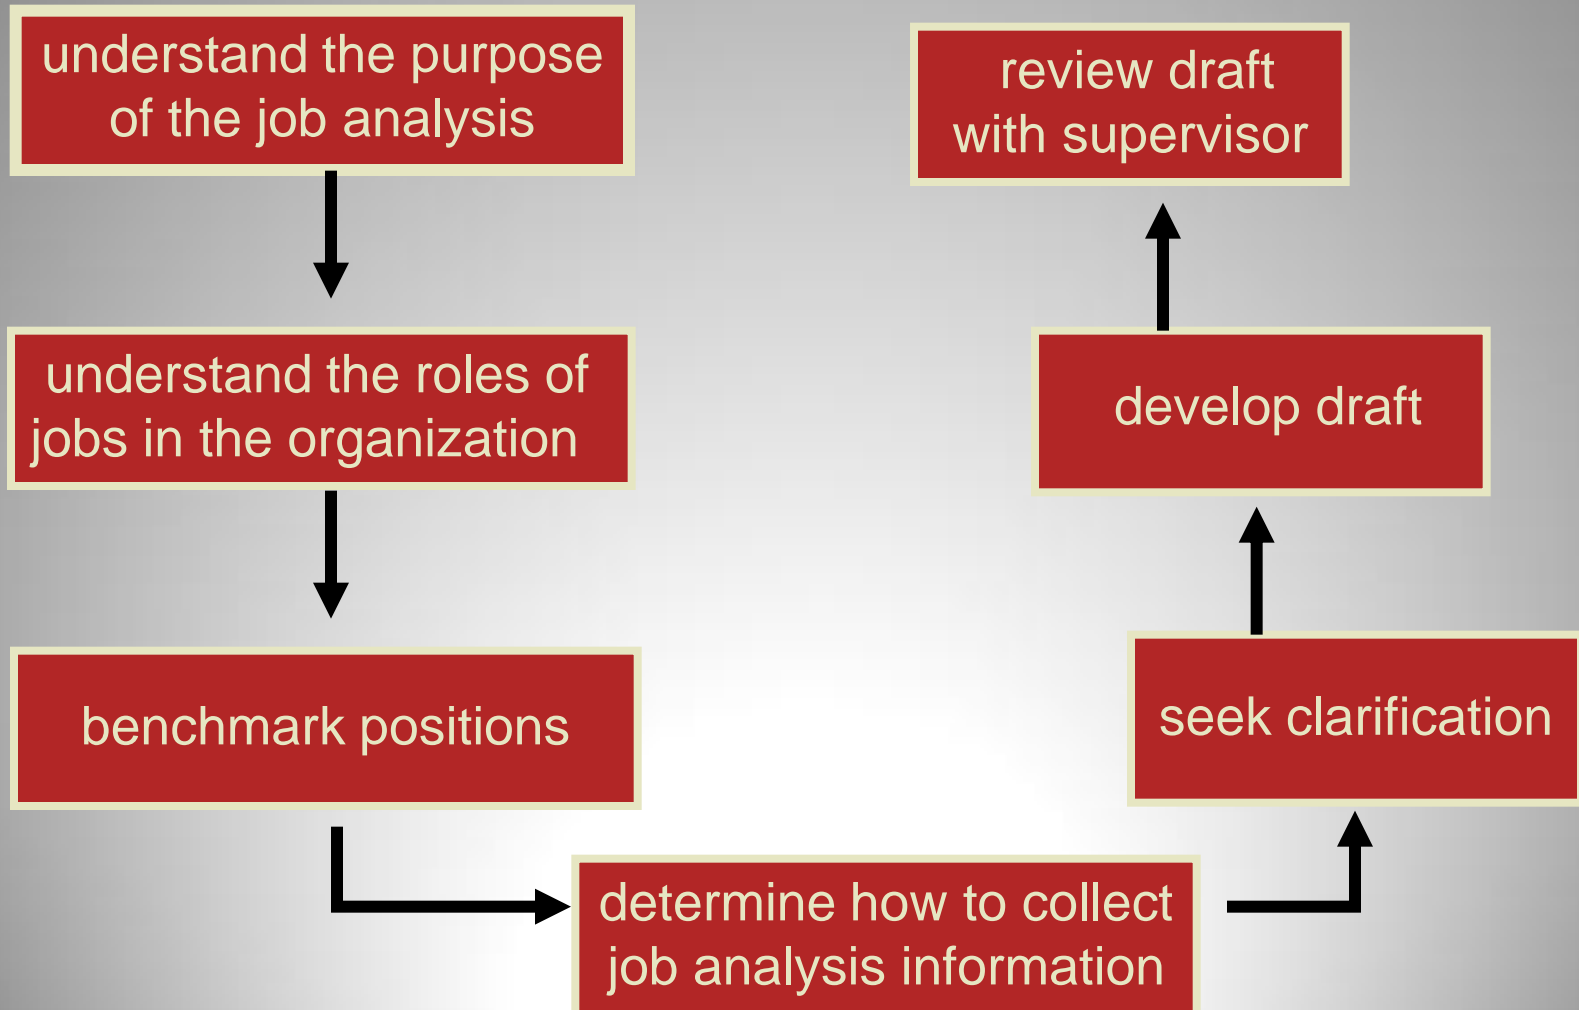 understand the purpose
of the job analysis
understand the roles of
jobs in the organization
benchmark positions
determine how to collect
job analysis information
seek clarification
develop draft
review draft
with supervisor